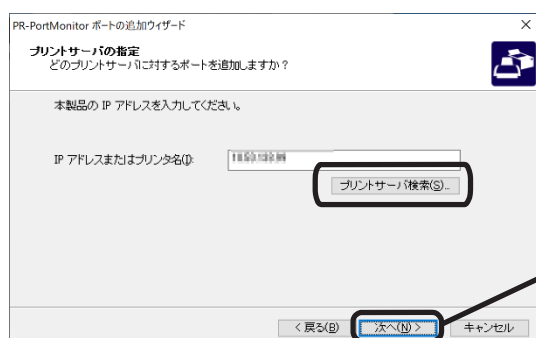 PR-PortMonitor ポートの追加ウィザード
プリントサーバの指定
どのプリントサーバに対するポートを追加しますか?
本製品の IP アドレスを入力してください。
IP アドレスまたはプリンタ名(I):
プリントサーバ検索(S)...
< 戻る(B)
次へ(N) >
キャンセル